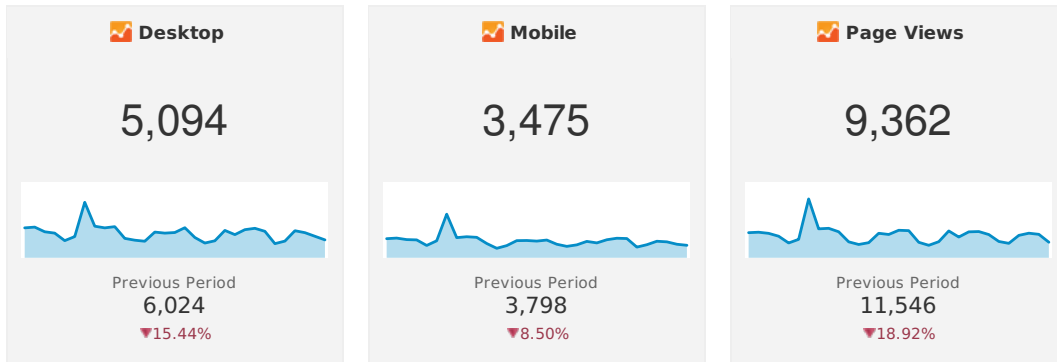 Desktop
5,094
Previous Period
6,024
▼15.44%
Mobile
3,475
Previous Period
3,798
▼8.50%
Page Views
9,362
Previous Period
11,546
▼18.92%